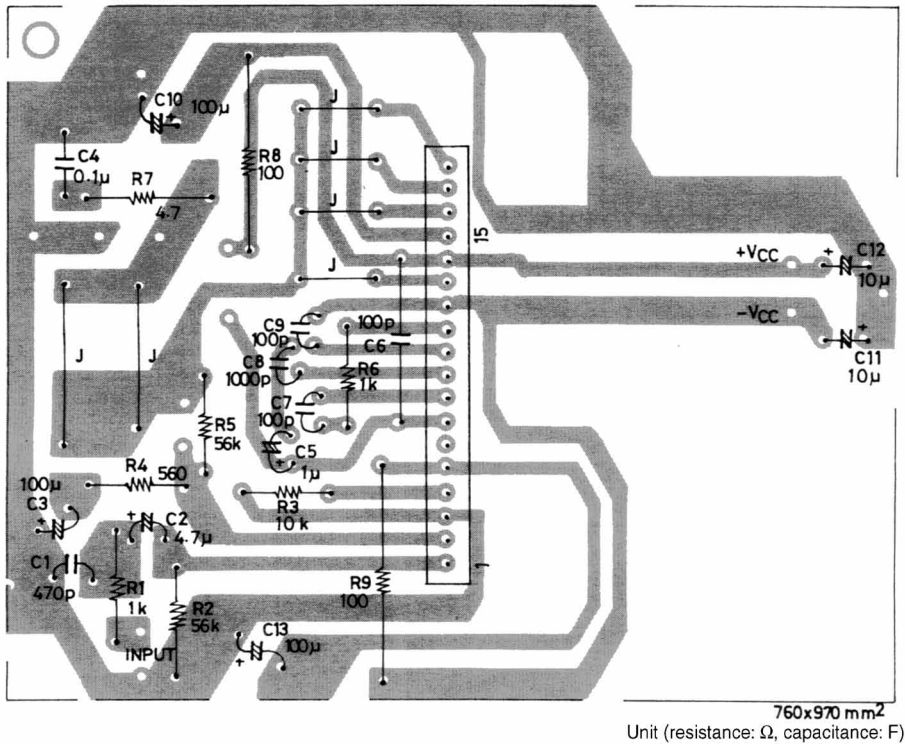 C10
100μ
J
C4
0.1μ
R8
100
J
R7
4.7
J
15
+VCC
+
C12
10μ
J
-VCC
C9
100p
100p
C6
C8
1000p
R6
1k
+
C11
10μ
J
J
C7
100p
R5
56k
C5
1μ
+
R4
560
100μ
C3
+
R3
10k
+
C2
4.7μ
C1
470p
R1
1k
R2
56k
R9
100
1
INPUT
C13
+
100μ
760x970 mm2
Unit (resistance: Ω, capacitance: F)